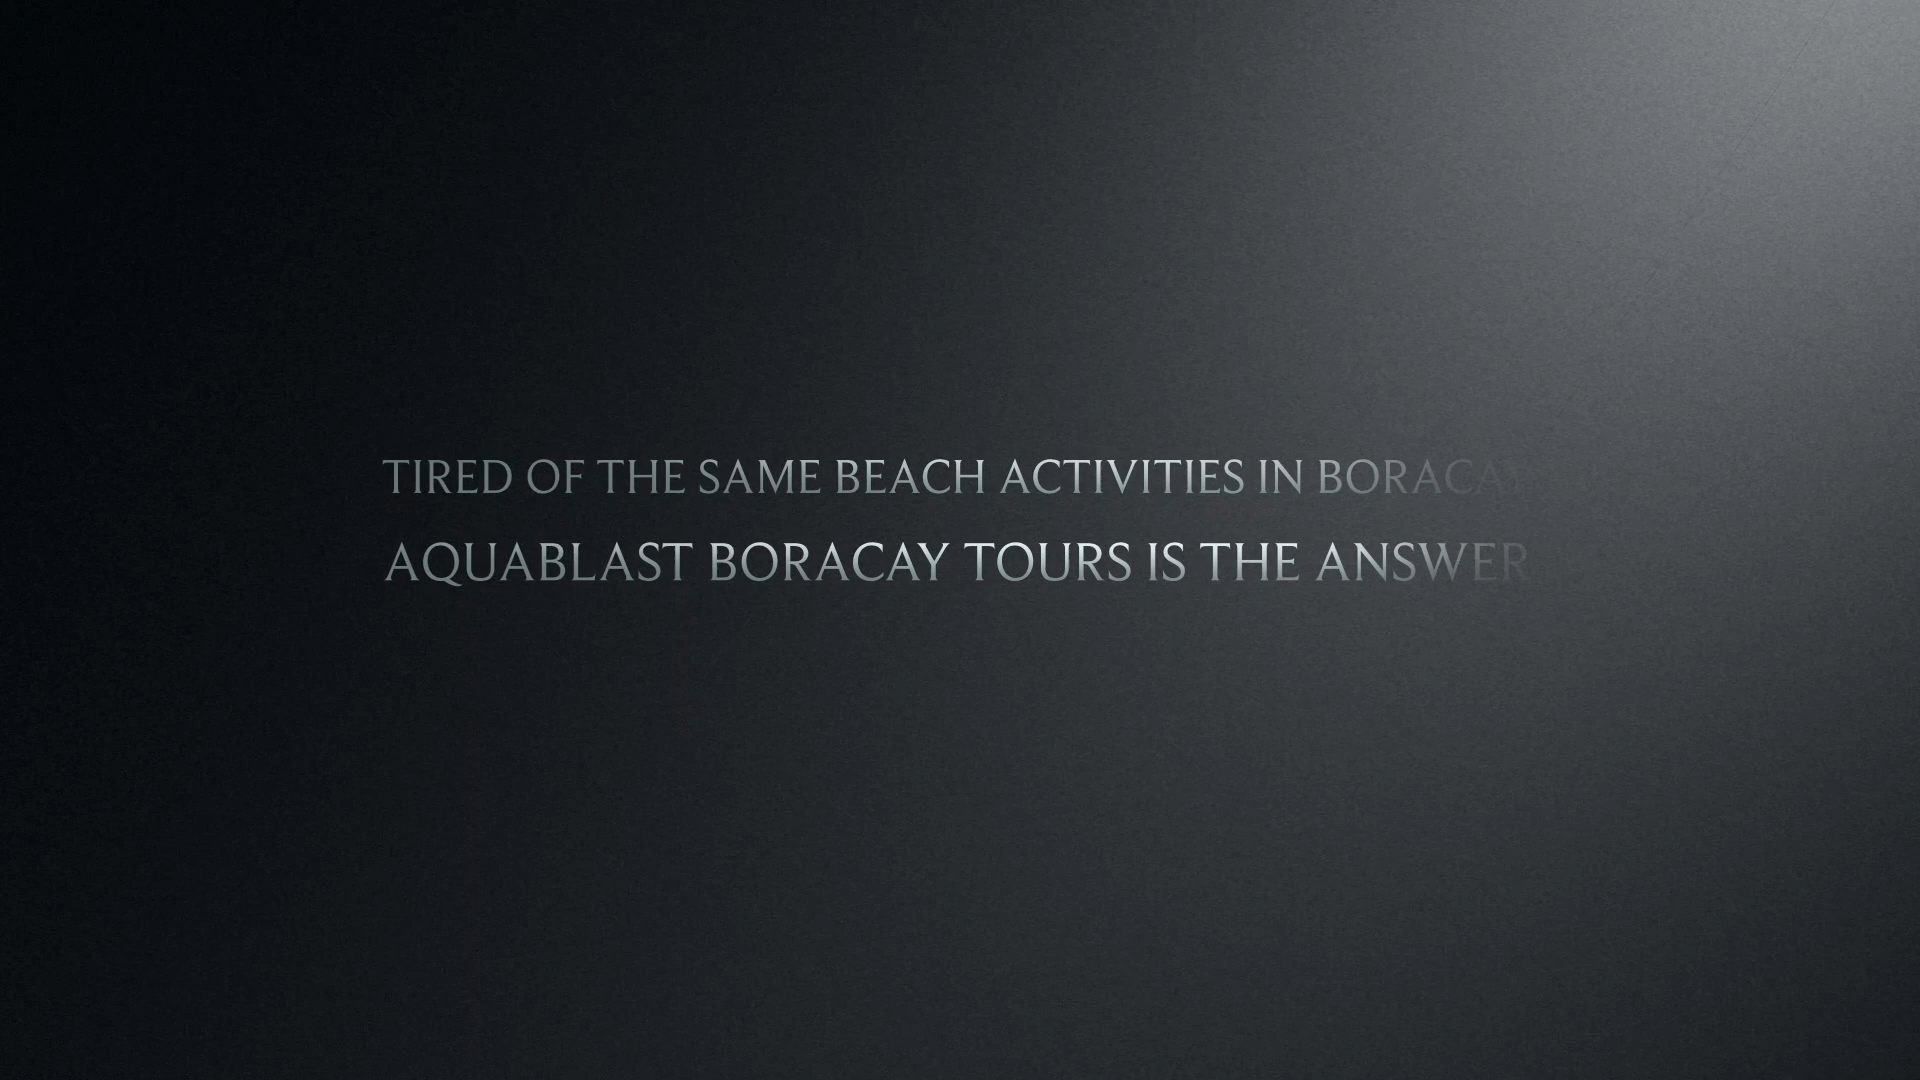 TIRED OF THE SAME BEACH ACTIVITIES IN BORACAY
AQUABLAST BORACAY TOURS IS THE ANSWER